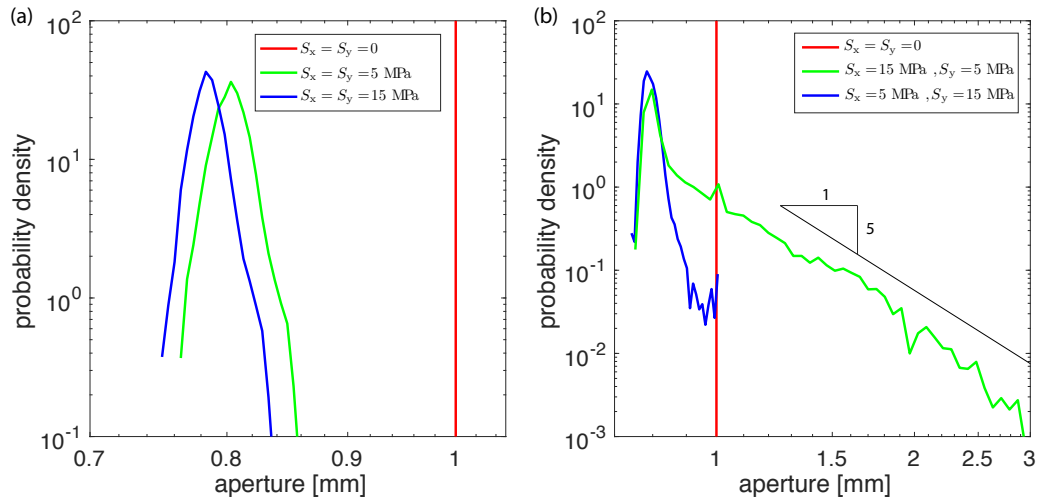 (a)
10^2
10^1
10^0
10^-1
probability density
0.7 0.8 0.9 1
aperture [mm]
S_x = S_y = 0
S_x = S_y = 5 MPa
S_x = S_y = 15 MPa
(b)
10^2
10^1
10^0
10^-1
10^-2
10^-3
probability density
1 1.5 2 2.5 3
aperture [mm]
S_x = S_y = 0
S_x = 15 MPa , S_y = 5 MPa
S_x = 5 MPa , S_y = 15 MPa
1
5